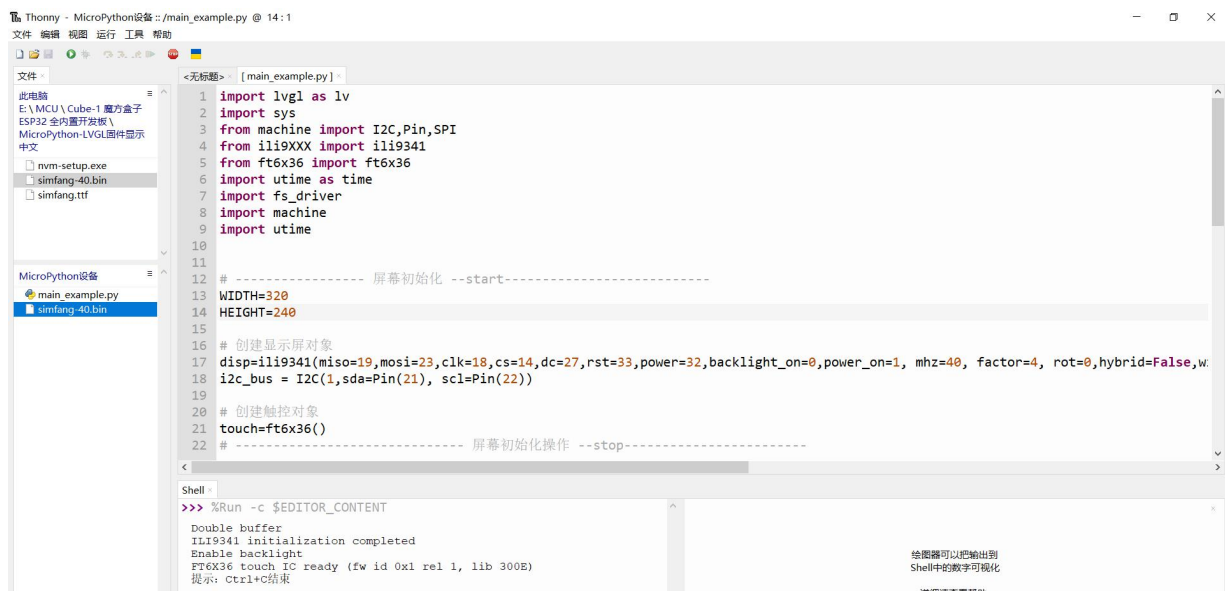 Thonny - MicroPython设备 :: /main_example.py @ 14 : 1
文件 编辑 视图 运行 工具 帮助
文件
此电脑
E: \ MCU \ Cube-1 魔方盒子
ESP32 全内置开发板 \
MicroPython-LVGL固件显示
中文
nvm-setup.exe
simfang-40.bin
simfang.ttf
MicroPython设备
main_example.py
simfang-40.bin
<无标题> [ main_example.py ]
1 import lvgl as lv
2 import sys
3 from machine import I2C,Pin,SPI
4 from ili9XXX import ili9341
5 from ft6x36 import ft6x36
6 import utime as time
7 import fs_driver
8 import machine
9 import utime
10
11
12 # ---------------- 屏幕初始化 --start---------------------------
13 WIDTH=320
14 HEIGHT=240
15
16 # 创建显示屏对象
17 disp=ili9341(miso=19,mosi=23,clk=18,cs=14,dc=27,rst=33,power=32,backlight_on=0,power_on=1, mhz=40, factor=4, rot=0,hybrid=False,w
18 i2c_bus = I2C(1,sda=Pin(21), scl=Pin(22))
19
20 # 创建触控对象
21 touch=ft6x36()
22 # ------------------------------ 屏幕初始化操作 --stop------------------------
Shell
>>> %Run -c $EDITOR_CONTENT
Double buffer
ILI9341 initialization completed
Enable backlight
FT6X36 touch IC ready (fw id 0x1 rel 1, lib 300E)
提示: Ctrl+C结束
绘图器可以把输出到
Shell中的数字可视化